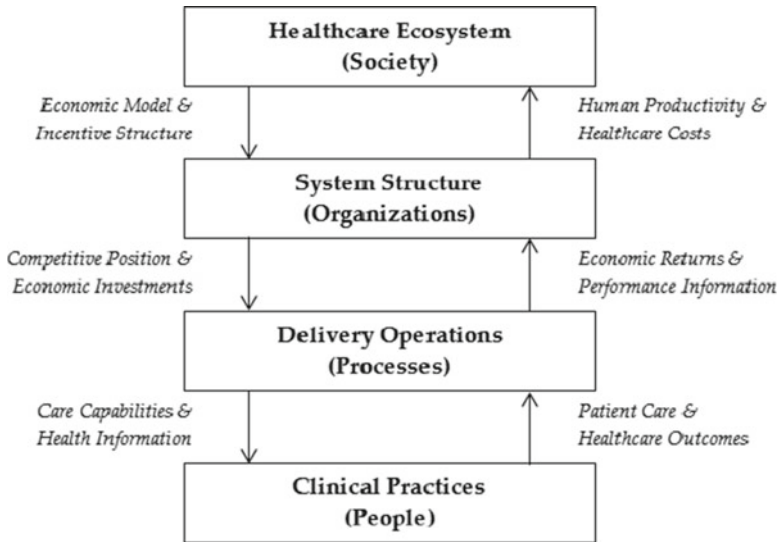 Healthcare Ecosystem
(Society)
Economic Model &
Incentive Structure
Human Productivity &
Healthcare Costs
System Structure
(Organizations)
Competitive Position &
Economic Investments
Economic Returns &
Performance Information
Delivery Operations
(Processes)
Care Capabilities &
Health Information
Patient Care &
Healthcare Outcomes
Clinical Practices
(People)